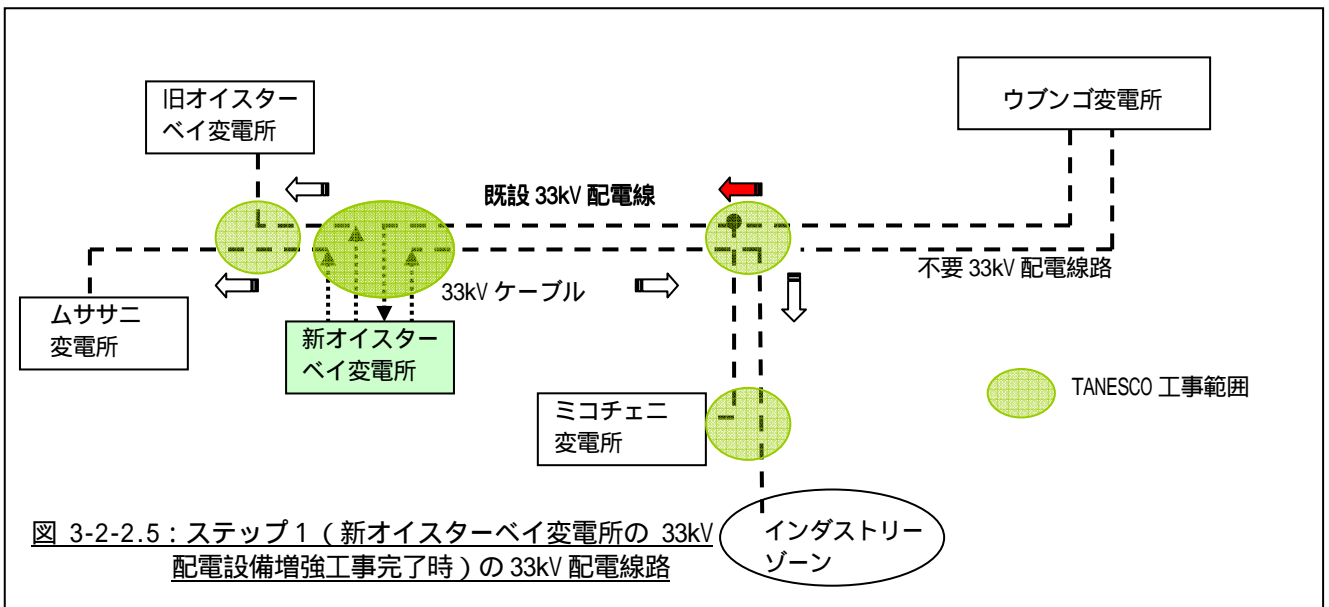 旧オイスター
ベイ変電所
ウブンゴ変電所
既設 33kV 配電線
不要 33kV 配電線路
33kV ケーブル
ムササニ
変電所
新オイスター
ベイ変電所
ミコチェニ
変電所
TANESCO 工事範囲
インダストリー
ゾーン
図 3-2-2.5：ステップ1（新オイスターベイ変電所の 33kV
配電設備増強工事完了時）の 33kV 配電線路